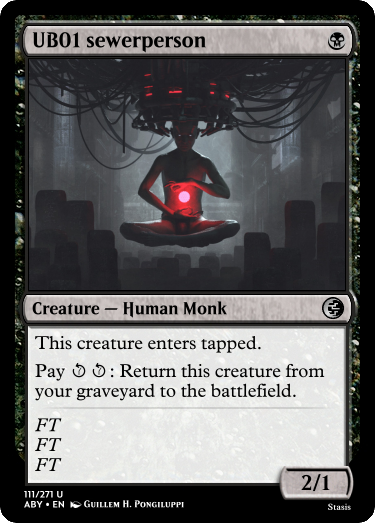 UB01 sewerperson
Creature — Human Monk
This creature enters tapped.
Pay : Return this creature from
your graveyard to the battlefield.
FT
FT
FT
2/1
111/271 U
ABY • EN Guillem H. Pongiluppi
Stasis